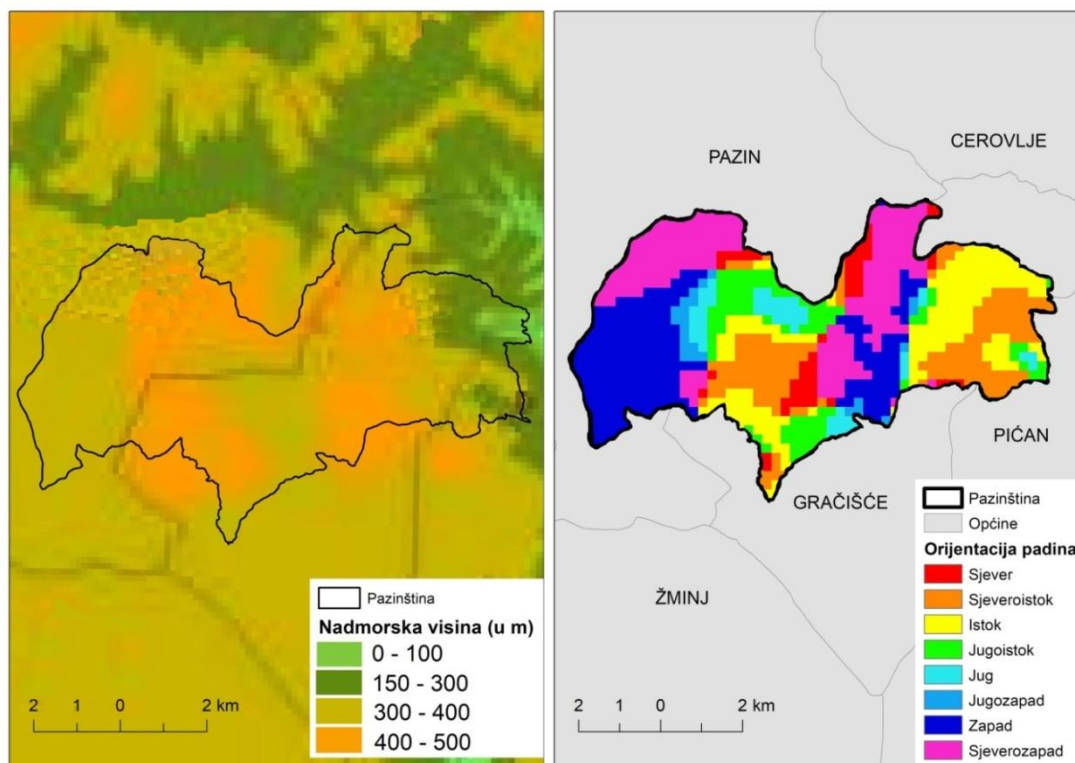 Pazinština
Nadmorska visina (u m)
0 - 100
150 - 300
300 - 400
400 - 500
2 1 0 2 km
PAZIN
CEROVLJE
PIĆAN
GRAČIŠĆE
ŽMINJ
Pazinština
Općine
Orijentacija padina
Sjever
Sjeveroistok
Istok
Jugoistok
Jug
Jugozapad
Zapad
Sjeverozapad
2 1 0 2 km